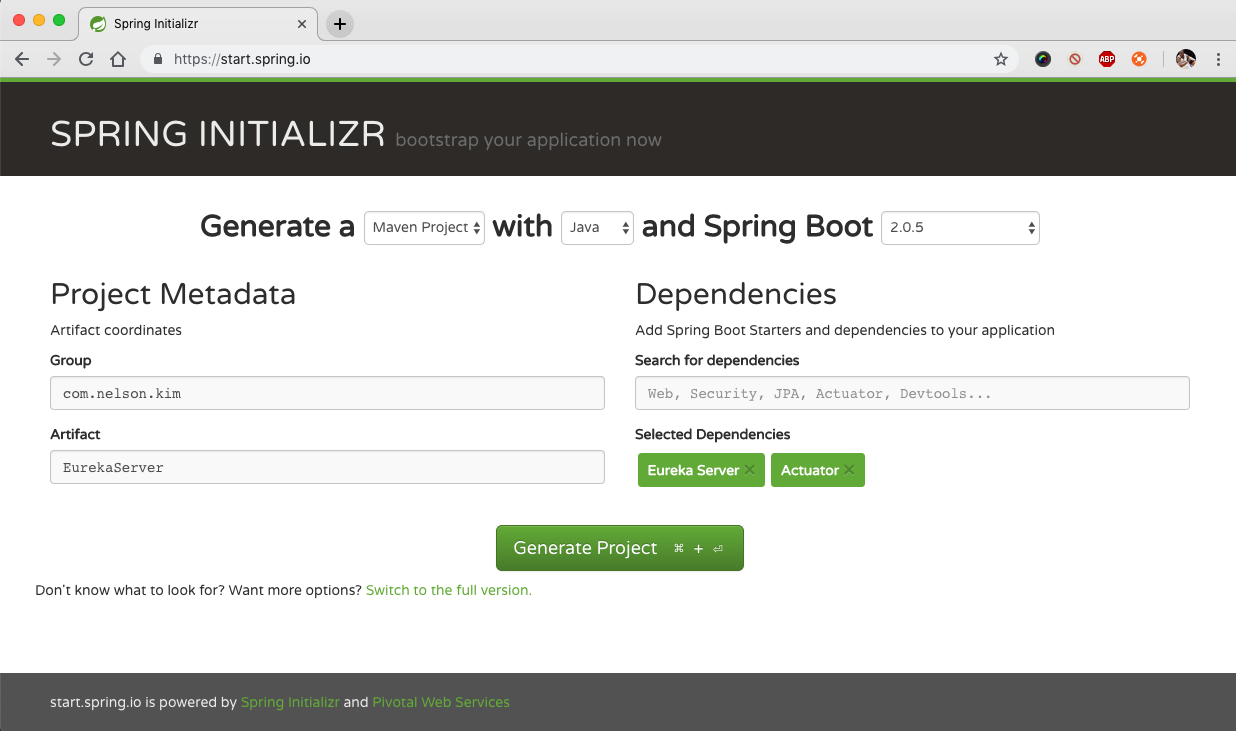 Spring Initializr
https://start.spring.io
ABP
SPRING INITIALIZR bootstrap your application now
Generate a Maven Project with Java and Spring Boot 2.0.5
Project Metadata
Artifact coordinates
Group
com.nelson.kim
Artifact
EurekaServer
Dependencies
Add Spring Boot Starters and dependencies to your application
Search for dependencies
Web, Security, JPA, Actuator, Devtools...
Selected Dependencies
Eureka Server × Actuator ×
Generate Project ⌘ + ⏎
Don't know what to look for? Want more options? Switch to the full version.
start.spring.io is powered by Spring Initializr and Pivotal Web Services